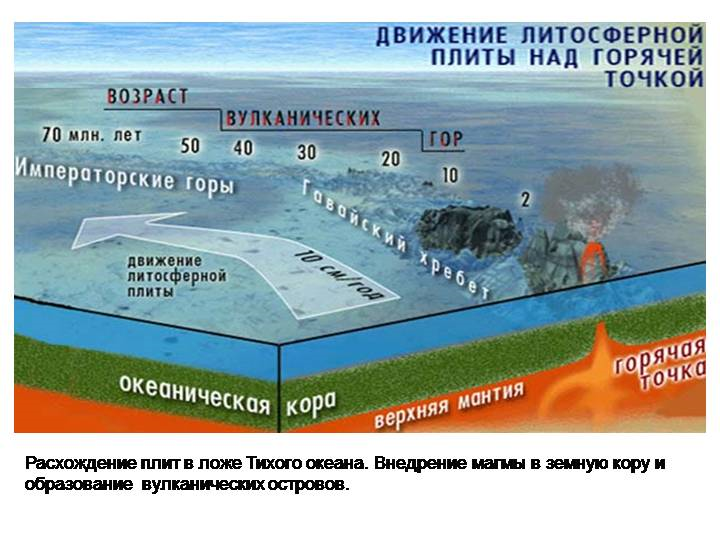 ДВИЖЕНИЕ ЛИТОСФЕРНОЙ
ПЛИТЫ НАД ГОРЯЧЕЙ
ТОЧКОЙ
ВОЗРАСТ
ВУЛКАНИЧЕСКИХ
ГОР
70 млн. лет
50
40
30
20
10
2
Императорские горы
Гавайский хребет
движение
литосферной
плиты
10 см/год
океаническая кора
верхняя мантия
горячая
точка
Расхождение плит в ложе Тихого океана. Внедрение магмы в земную кору и
образование вулканических островов.